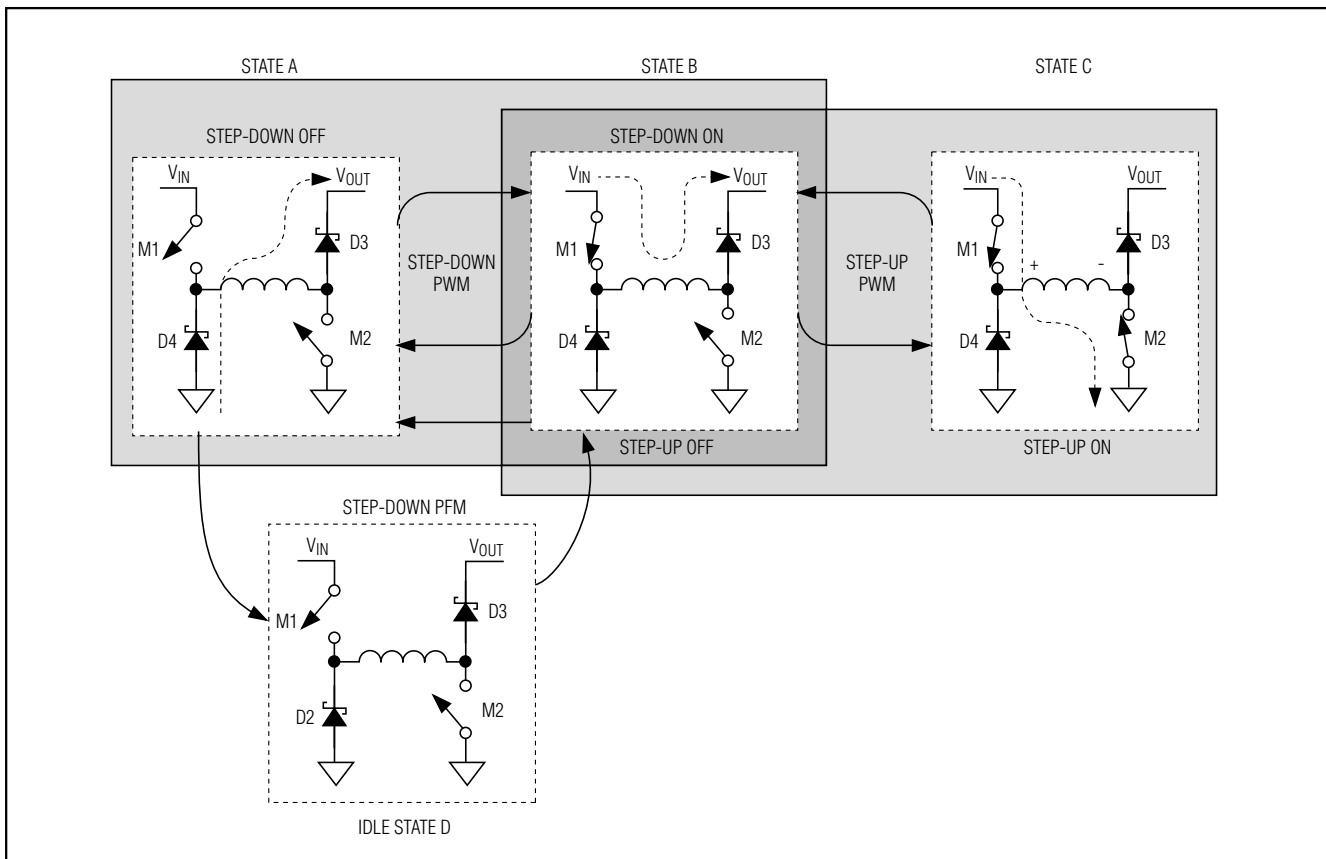 STATE A
STATE B
STATE C
STEP-DOWN OFF
STEP-DOWN ON
VIN
VOUT
M1
D3
D4
M2
STEP-DOWN
PWM
VIN
VOUT
M1
D3
D4
M2
STEP-UP OFF
STEP-UP
PWM
VIN
VOUT
M1
D3
+
-
D4
M2
STEP-UP ON
STEP-DOWN PFM
VIN
VOUT
M1
D3
D2
M2
IDLE STATE D